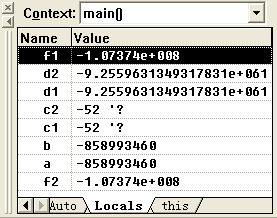 Context: main()
Name Value
f1 -1.07374e+008
d2 -9.2559631349317831e+061
d1 -9.2559631349317831e+061
c2 -52 '?
c1 -52 '?
b -858993460
a -858993460
f2 -1.07374e+008
Auto Locals this